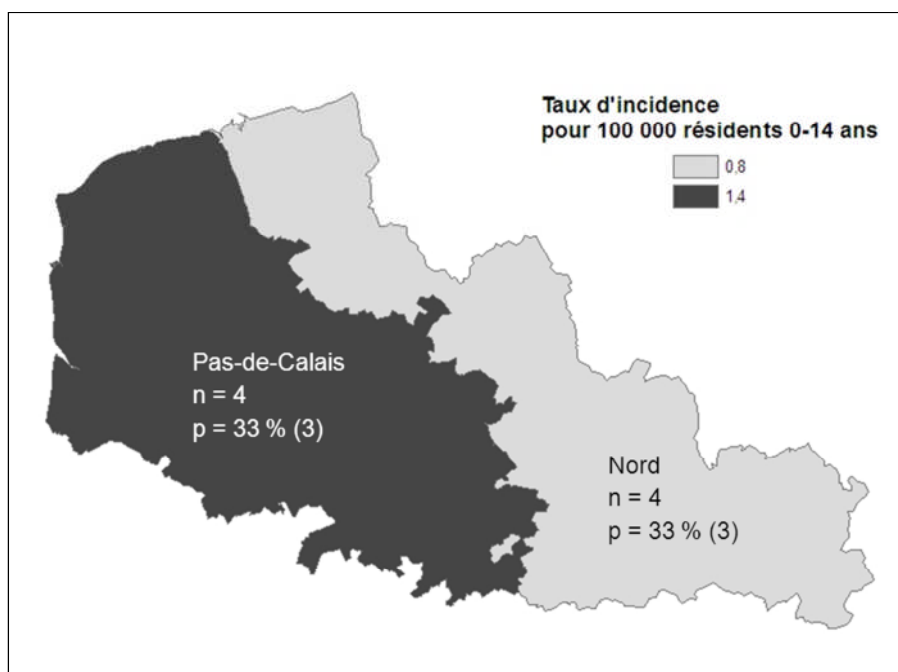 Taux d'incidence
pour 100 000 résidents 0-14 ans
0,8
1,4
Pas-de-Calais
n = 4
p = 33 % (3)
Nord
n = 4
p = 33 % (3)